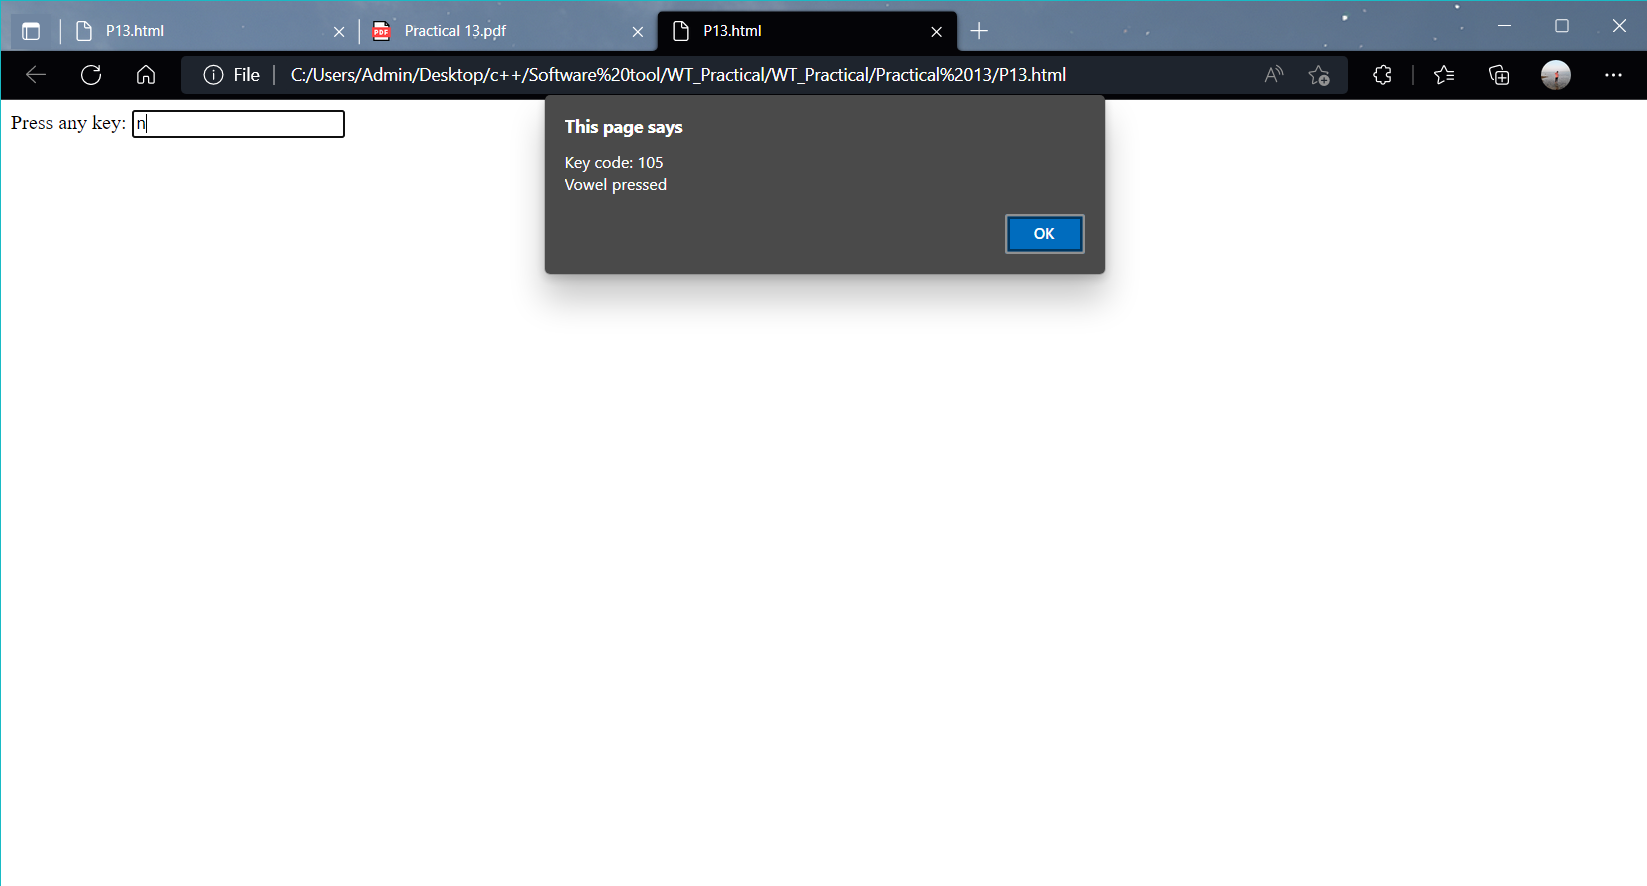 P13.html
Practical 13.pdf
P13.html
File
C:/Users/Admin/Desktop/c++/Software%20tool/WT_Practical/WT_Practical/Practical%2013/P13.html
Press any key: n
This page says
Key code: 105
Vowel pressed
OK